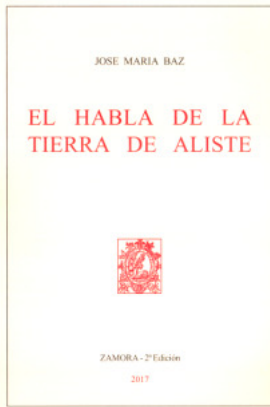 JOSE MARIA BAZ
EL HABLA DE LA
TIERRA DE ALISTE
ZAMORA - 2ª Edición
2017